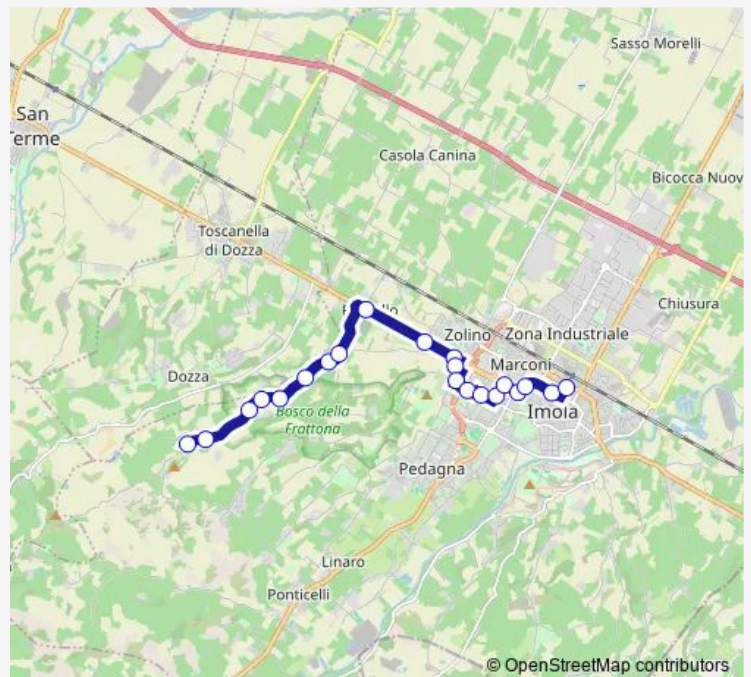 Sasso Morelli
San
erme
Casola Canina
Bicocca Nuov
Toscanella
di Dozza
Chiusura
Zolino
Zona Industriale
Marconi
Dozza
Imola
Bosco della
Frattona
Pedagna
Linaro
Ponticelli
© OpenStreetMap contributors